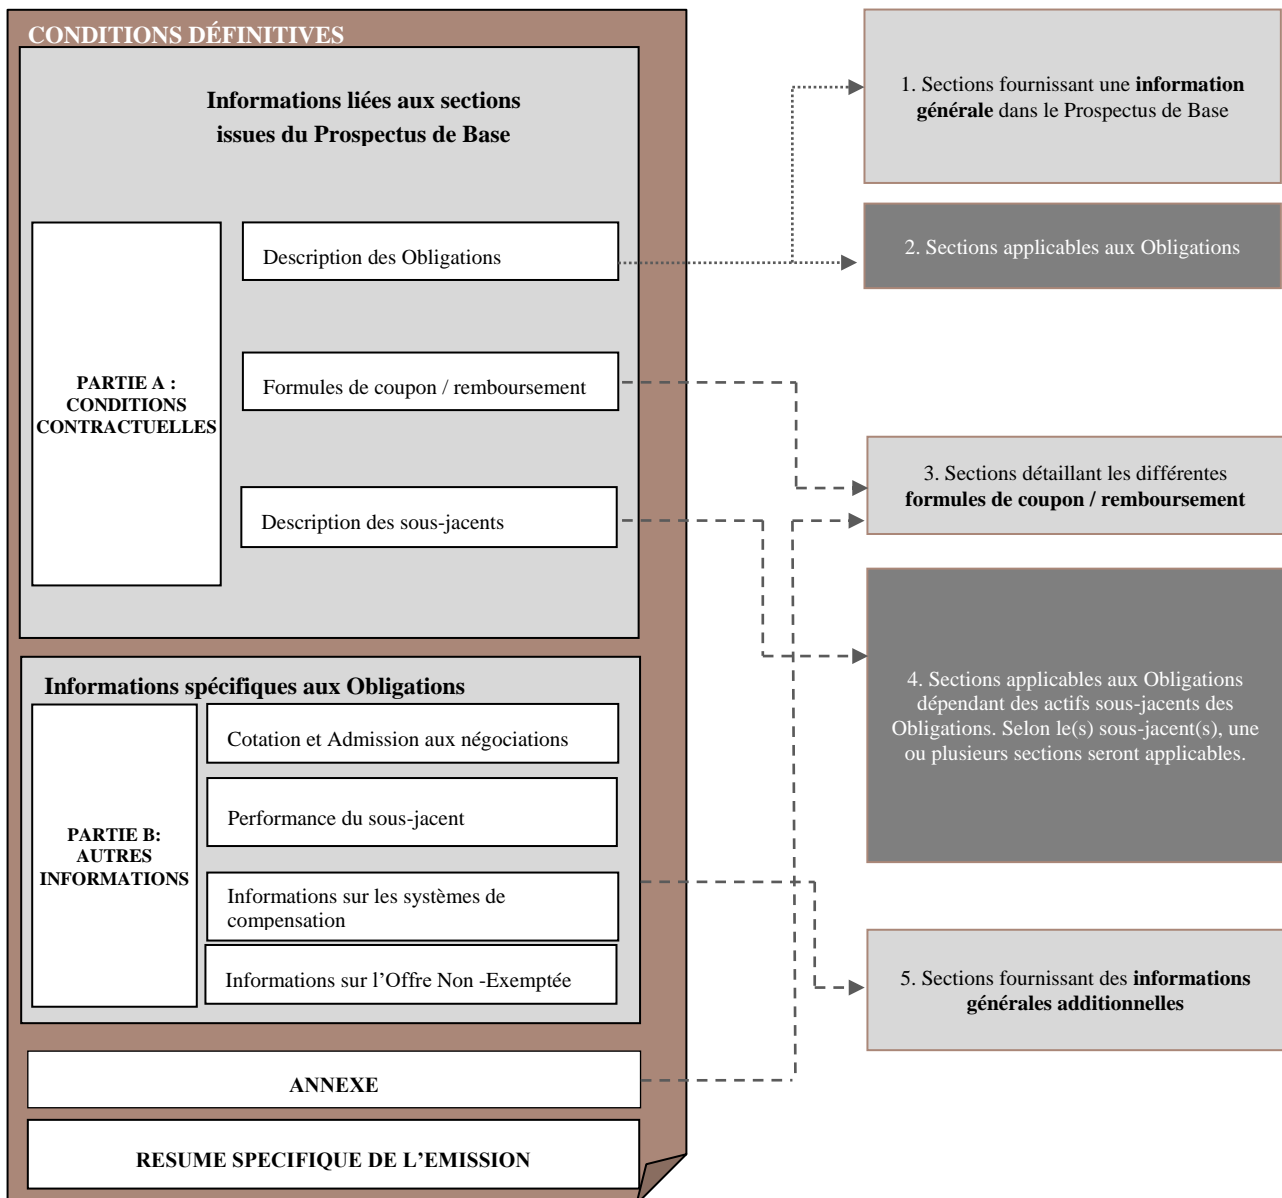 CONDITIONS DÉFINITIVES
Informations liées aux sections
issues du Prospectus de Base
PARTIE A :
CONDITIONS
CONTRACTUELLES
Description des Obligations
Formules de coupon / remboursement
Description des sous-jacents
Informations spécifiques aux Obligations
PARTIE B:
AUTRES
INFORMATIONS
Cotation et Admission aux négociations
Performance du sous-jacent
Informations sur les systèmes de
compensation
Informations sur l’Offre Non -Exemptée
ANNEXE
RESUME SPECIFIQUE DE L’EMISSION
1. Sections fournissant une information
générale dans le Prospectus de Base
2. Sections applicables aux Obligations
3. Sections détaillant les différentes
formules de coupon / remboursement
4. Sections applicables aux Obligations
dépendant des actifs sous-jacents des
Obligations. Selon le(s) sous-jacent(s), une
ou plusieurs sections seront applicables.
5. Sections fournissant des informations
générales additionnelles